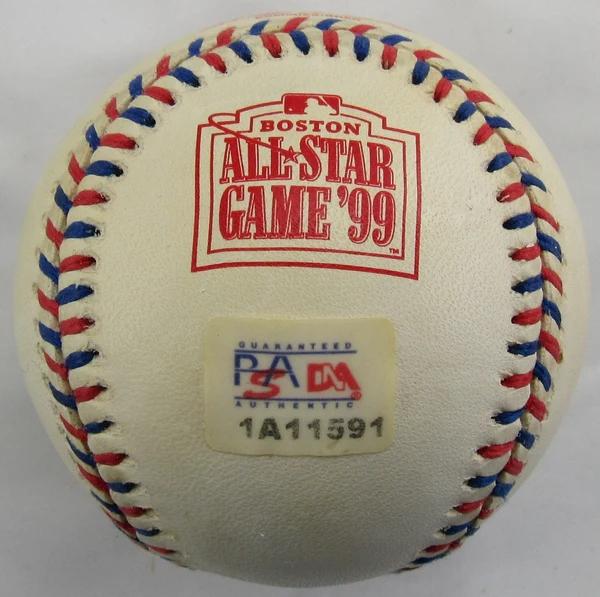 BOSTON
ALL★STAR
GAME '99
TM
GUARANTEED
PSA DNA
AUTHENTIC
1A11591